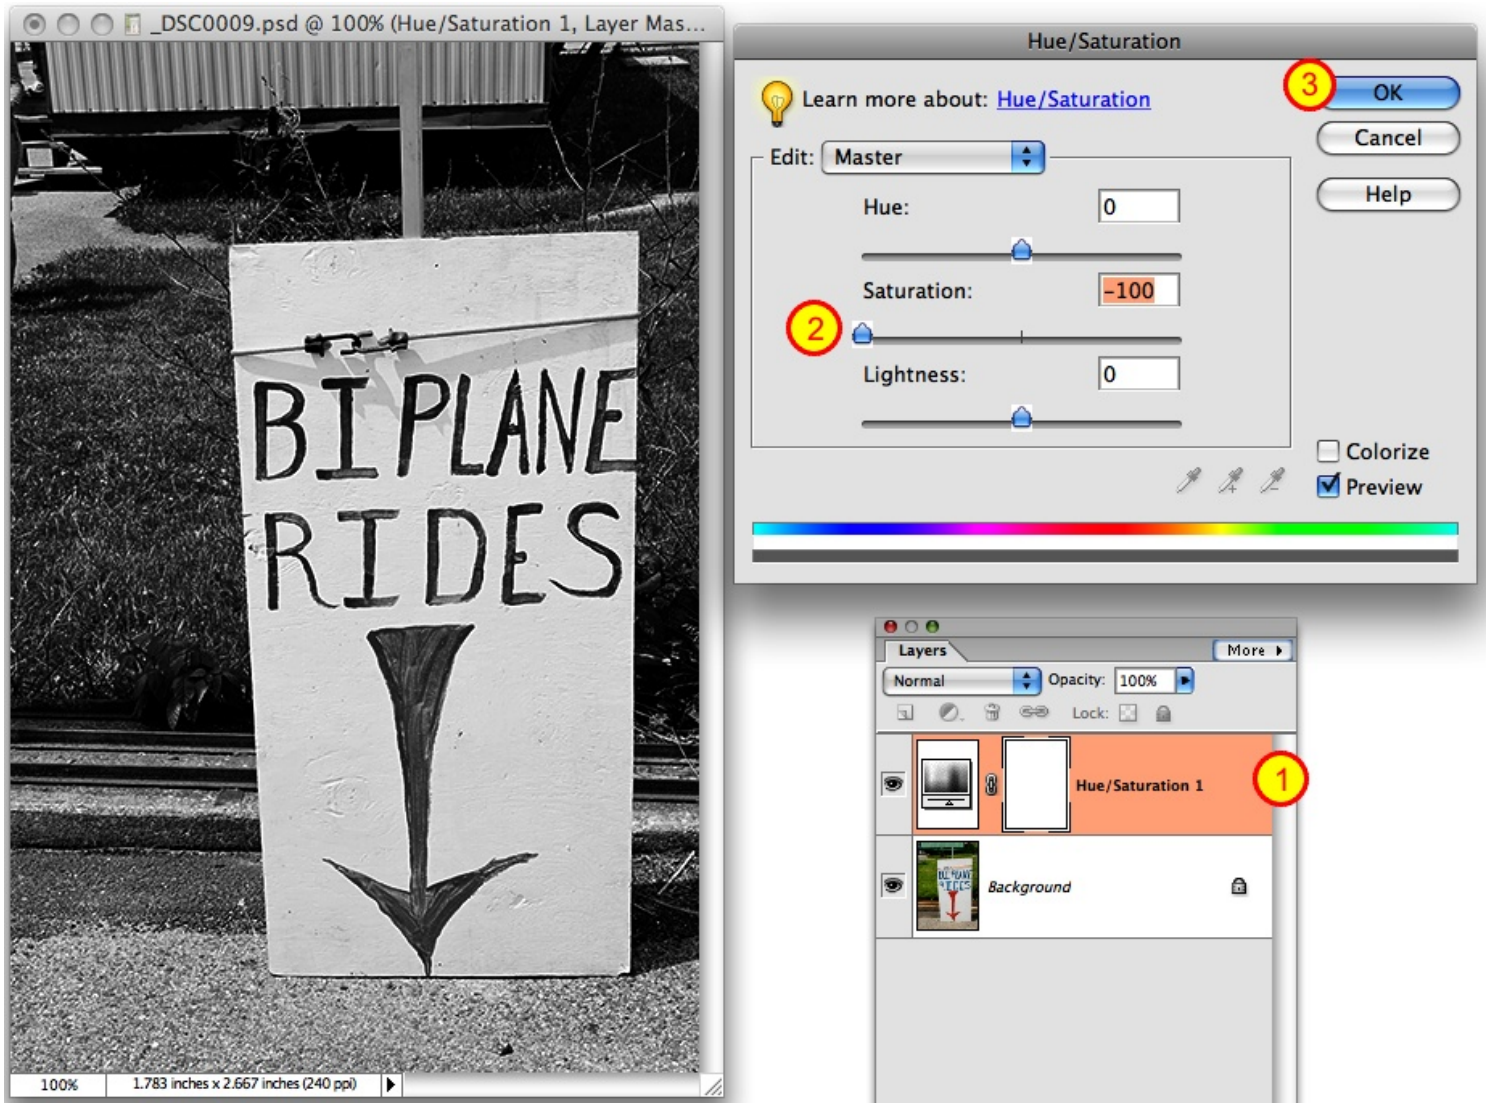 _DSC0009.psd @ 100% (Hue/Saturation 1, Layer Mas...
BIPLANE
RIDES
100%
1.783 inches x 2.667 inches (240 ppi)
Hue/Saturation
Learn more about: Hue/Saturation
3
OK
Cancel
Help
Edit: Master
Hue: 0
Saturation: -100
2
Lightness: 0
Colorize
Preview
Layers
More
Normal
Opacity: 100%
Lock:
Hue/Saturation 1
1
BIPLANE
RIDES
Background